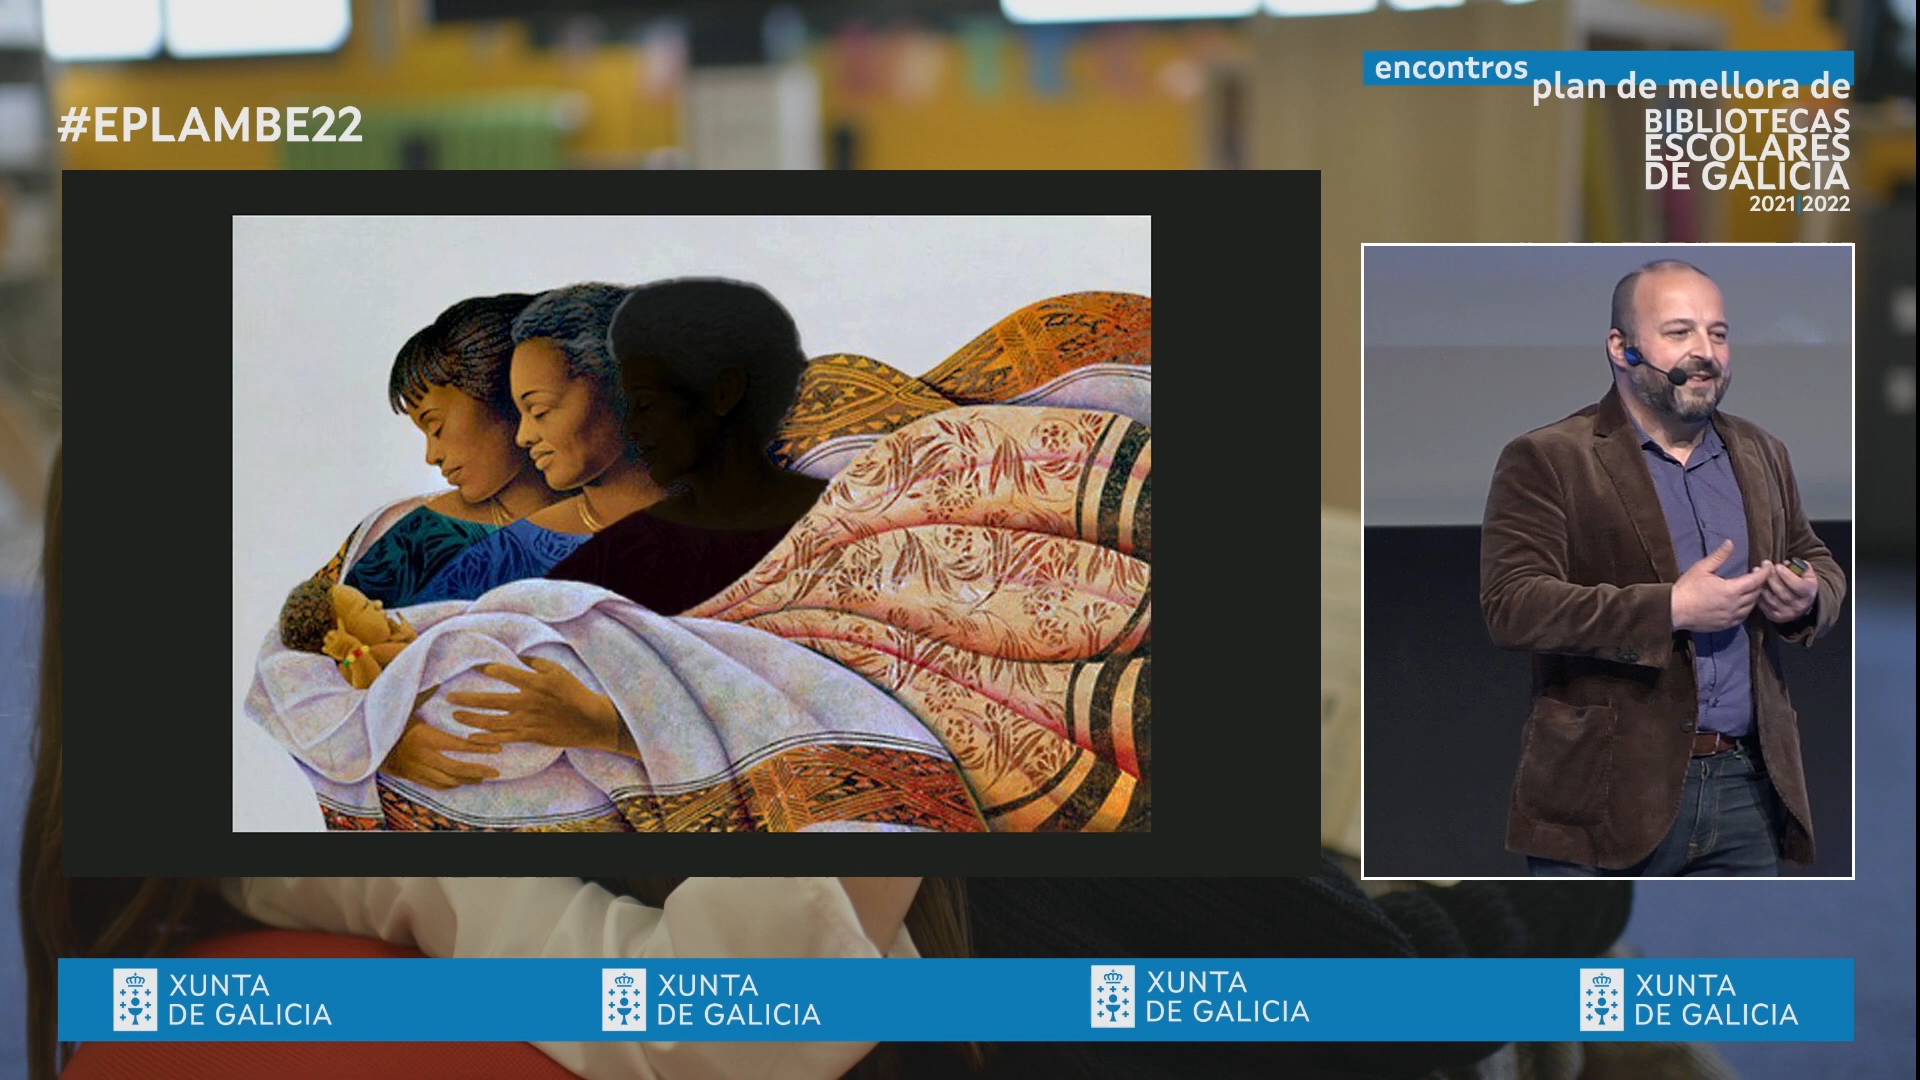 #EPLAMBE22
encontros
plan de mellora de
BIBLIOTECAS
ESCOLARES
DE GALICIA
2021|2022
XUNTA
DE GALICIA
XUNTA
DE GALICIA
XUNTA
DE GALICIA
XUNTA
DE GALICIA